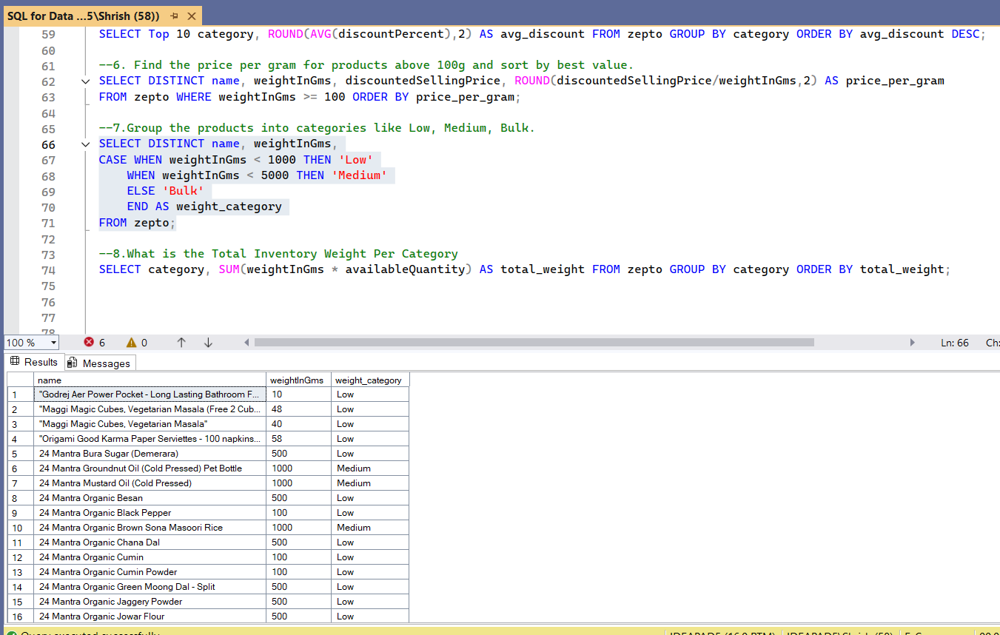 SQL for Data ...5\Shrish (58))
59 SELECT Top 10 category, ROUND(AVG(discountPercent),2) AS avg_discount FROM zepto GROUP BY category ORDER BY avg_discount DESC;
60
61 --6. Find the price per gram for products above 100g and sort by best value.
62 SELECT DISTINCT name, weightInGms, discountedSellingPrice, ROUND(discountedSellingPrice/weightInGms,2) AS price_per_gram
63 FROM zepto WHERE weightInGms >= 100 ORDER BY price_per_gram;
64
65 --7.Group the products into categories like Low, Medium, Bulk.
66 SELECT DISTINCT name, weightInGms,
67 CASE WHEN weightInGms < 1000 THEN 'Low'
68 WHEN weightInGms < 5000 THEN 'Medium'
69 ELSE 'Bulk'
70 END AS weight_category
71 FROM zepto;
72
73 --8.What is the Total Inventory Weight Per Category
74 SELECT category, SUM(weightInGms * availableQuantity) AS total_weight FROM zepto GROUP BY category ORDER BY total_weight;
75
76
77
78
100 % 6 0 Ln: 66 Ch:
Results Messages
name weightInGms weight_category
1 "Godrej Aer Power Pocket - Long Lasting Bathroom F... 10 Low
2 "Maggi Magic Cubes, Vegetarian Masala (Free 2 Cub... 48 Low
3 "Maggi Magic Cubes, Vegetarian Masala" 40 Low
4 "Origami Good Karma Paper Serviettes - 100 napkins... 58 Low
5 24 Mantra Bura Sugar (Demerara) 500 Low
6 24 Mantra Groundnut Oil (Cold Pressed) Pet Bottle 1000 Medium
7 24 Mantra Mustard Oil (Cold Pressed) 1000 Medium
8 24 Mantra Organic Besan 500 Low
9 24 Mantra Organic Black Pepper 100 Low
10 24 Mantra Organic Brown Sona Masoori Rice 1000 Medium
11 24 Mantra Organic Chana Dal 500 Low
12 24 Mantra Organic Cumin 100 Low
13 24 Mantra Organic Cumin Powder 100 Low
14 24 Mantra Organic Green Moong Dal - Split 500 Low
15 24 Mantra Organic Jaggery Powder 500 Low
16 24 Mantra Organic Jowar Flour 500 Low
Query executed successfully